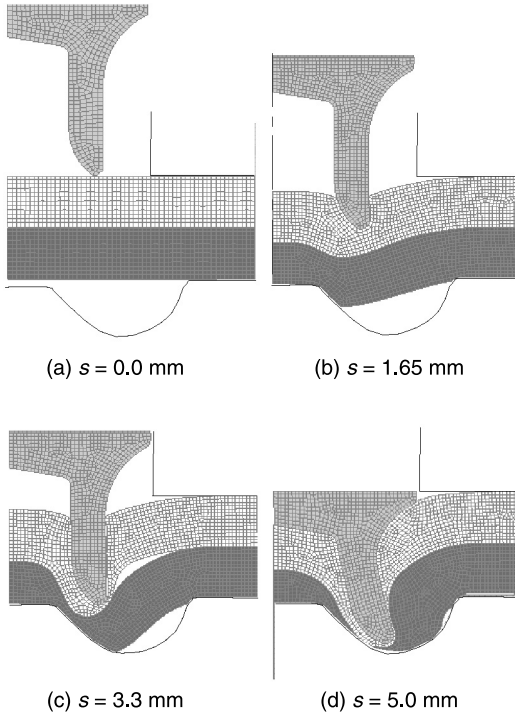 (a) s = 0.0 mm
(b) s = 1.65 mm
(c) s = 3.3 mm
(d) s = 5.0 mm